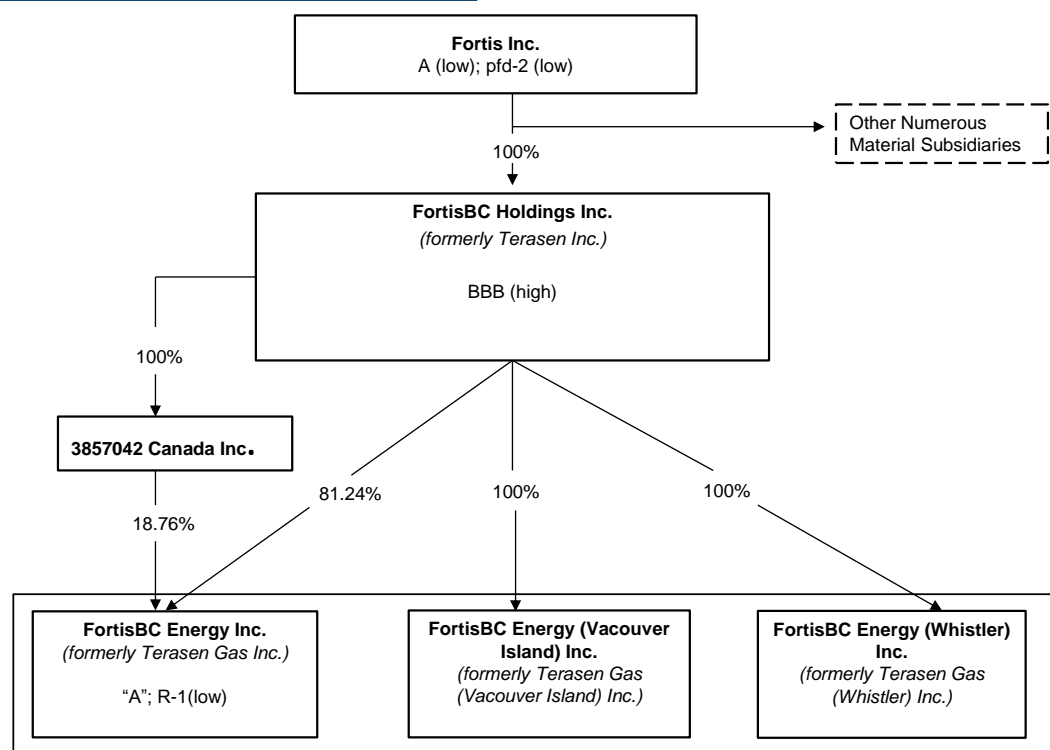 Fortis Inc.
A (low); pfd-2 (low)
Other Numerous
Material Subsidiaries
100%
FortisBC Holdings Inc.
(formerly Terasen Inc.)
BBB (high)
100%
3857042 Canada Inc.
81.24%
100%
100%
18.76%
FortisBC Energy Inc.
(formerly Terasen Gas Inc.)
“A”; R-1(low)
FortisBC Energy (Vacouver
Island) Inc.
(formerly Terasen Gas
(Vacouver Island) Inc.)
FortisBC Energy (Whistler)
Inc.
(formerly Terasen Gas
(Whistler) Inc.)